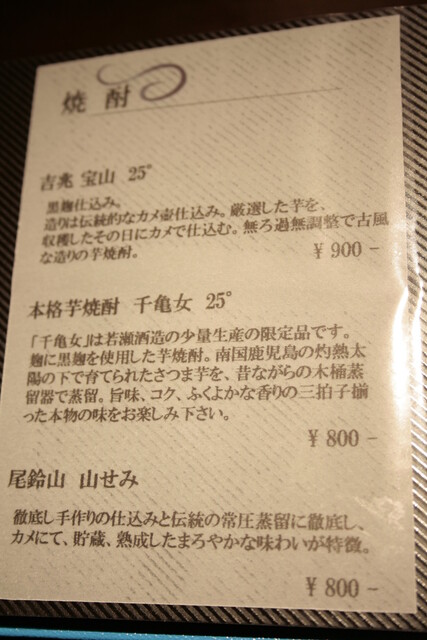 焼 酎
吉兆 宝山 25°
黒麹仕込み。
造りは伝統的なカメ壺仕込み。厳選した芋を、
収穫したその日にカメで仕込む。無ろ過無調整で古風
な造りの芋焼酎。
¥ 900 -
本格芋焼酎 千亀女 25°
「千亀女」は若瀬酒造の少量生産の限定品です。
麹に黒麹を使用した芋焼酎。南国鹿児島の灼熱太
陽の下で育てられたさつま芋を、昔ながらの木桶蒸
留器で蒸留。旨味、コク、ふくよかな香りの三拍子揃
った本物の味をお楽しみ下さい。
¥ 800 -
尾鈴山 山せみ
徹底し手作りの仕込みと伝統の常圧蒸留に徹底し、
カメにて、貯蔵、熟成したまろやかな味わいが特徴。
¥ 800 -